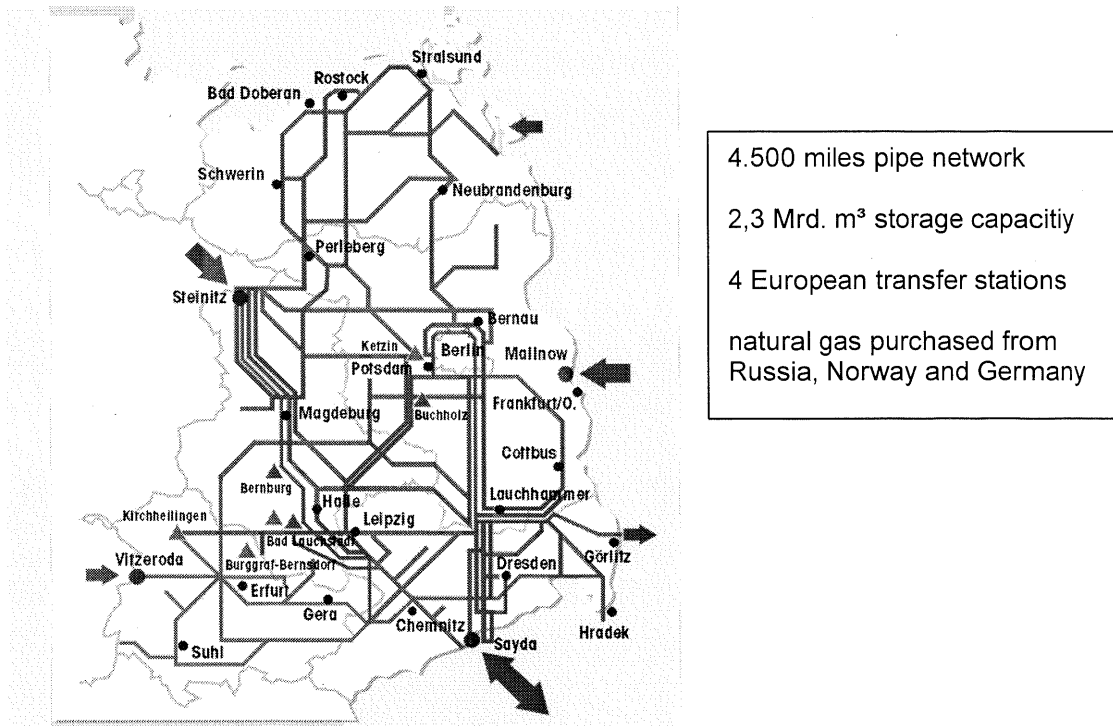 Stralsund
Rostock
Bad Doberan
Schwerin
Neubrandenburg
Perleberg
Steinitz
Bernau
Ketzin
Berlin
Mallnow
Potsdam
Frankfurt/O.
Magdeburg
Buchholz
Cottbus
Bernburg
Lauchhammer
Halle
Kirchheilingen
Leipzig
Bad Lauchstädt
Görlitz
Vitzeroda
Burggraf-Bernsdorf
Dresden
Erfurt
Gera
Chemnitz
Hradek
Suhl
Sayda
4.500 miles pipe network
2,3 Mrd. m³ storage capacitiy
4 European transfer stations
natural gas purchased from
Russia, Norway and Germany